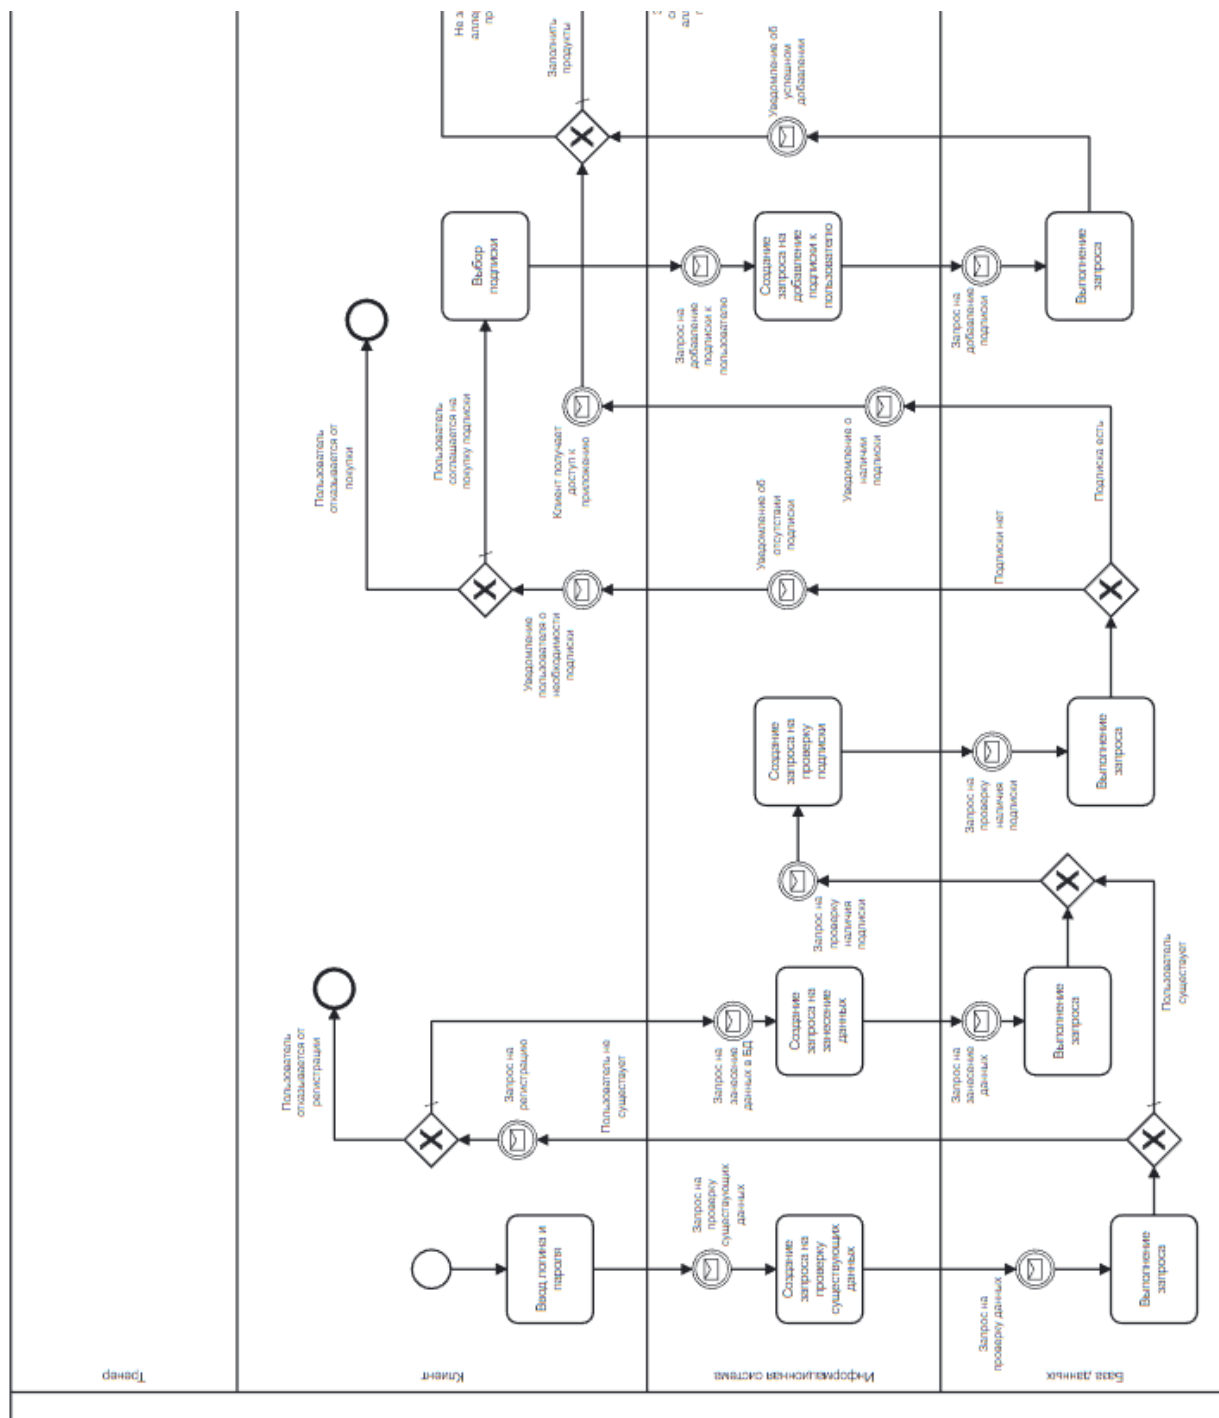 Тренер
Клиент
Ввод логина и
пароля
Пользователь
отказывается от
регистрации
Запрос на
регистрацию
Пользователь не
существует
Уведомление
пользователя о
необходимости
подписки
Пользователь
отказывается от
покупки
Пользователь
соглашается на
покупку подписки
Клиент получает
доступ к
приложению
Выбор
подписки
Заполнить
продукты
Не з
аллер
пр
Информационная система
Запрос на
проверку
существующих
данных
Создание
запроса на
проверку
существующих
данных
Запрос на
занесение
данных в БД
Создание
запроса на
занесение
данных
Запрос на
проверку
наличия
подписки
Создание
запроса на
проверку
подписки
Уведомление об
отсутствии
подписки
Уведомление о
наличии
подписки
Запрос на
добавление
подписки к
пользователю
Создание
запроса на
добавление
подписки к
пользователю
Уведомление об
успешном
добавлении
База данных
Запрос на
проверку данных
Выполнение
запроса
Запрос на
занесение
данных
Выполнение
запроса
Пользователь
существует
Запрос на
проверку
наличия
подписки
Выполнение
запроса
Подписки нет
Подписка есть
Запрос на
добавление
подписки
Выполнение
запроса